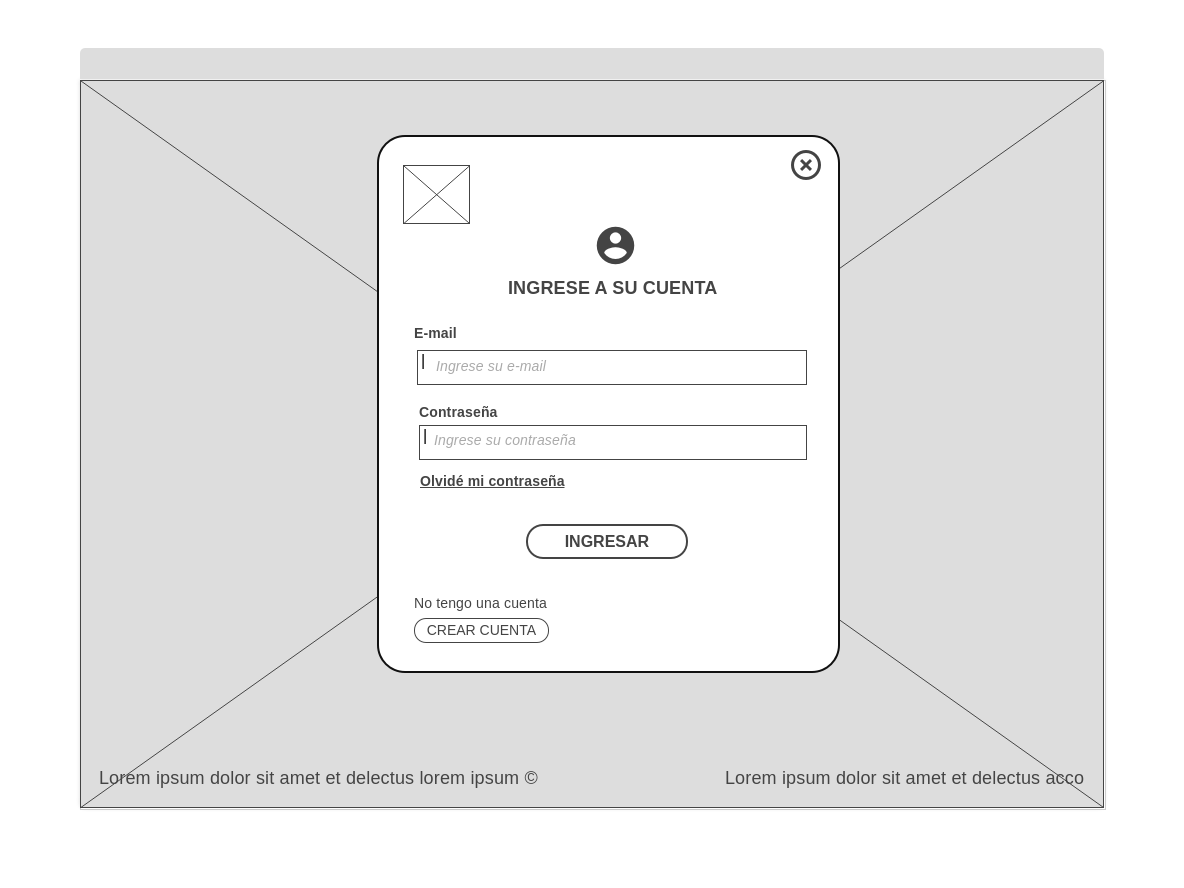 INGRESE A SU CUENTA
E-mail
Ingrese su e-mail
Contraseña
Ingrese su contraseña
Olvidé mi contraseña
INGRESAR
No tengo una cuenta
CREAR CUENTA
Lorem ipsum dolor sit amet et delectus lorem ipsum ©
Lorem ipsum dolor sit amet et delectus acco